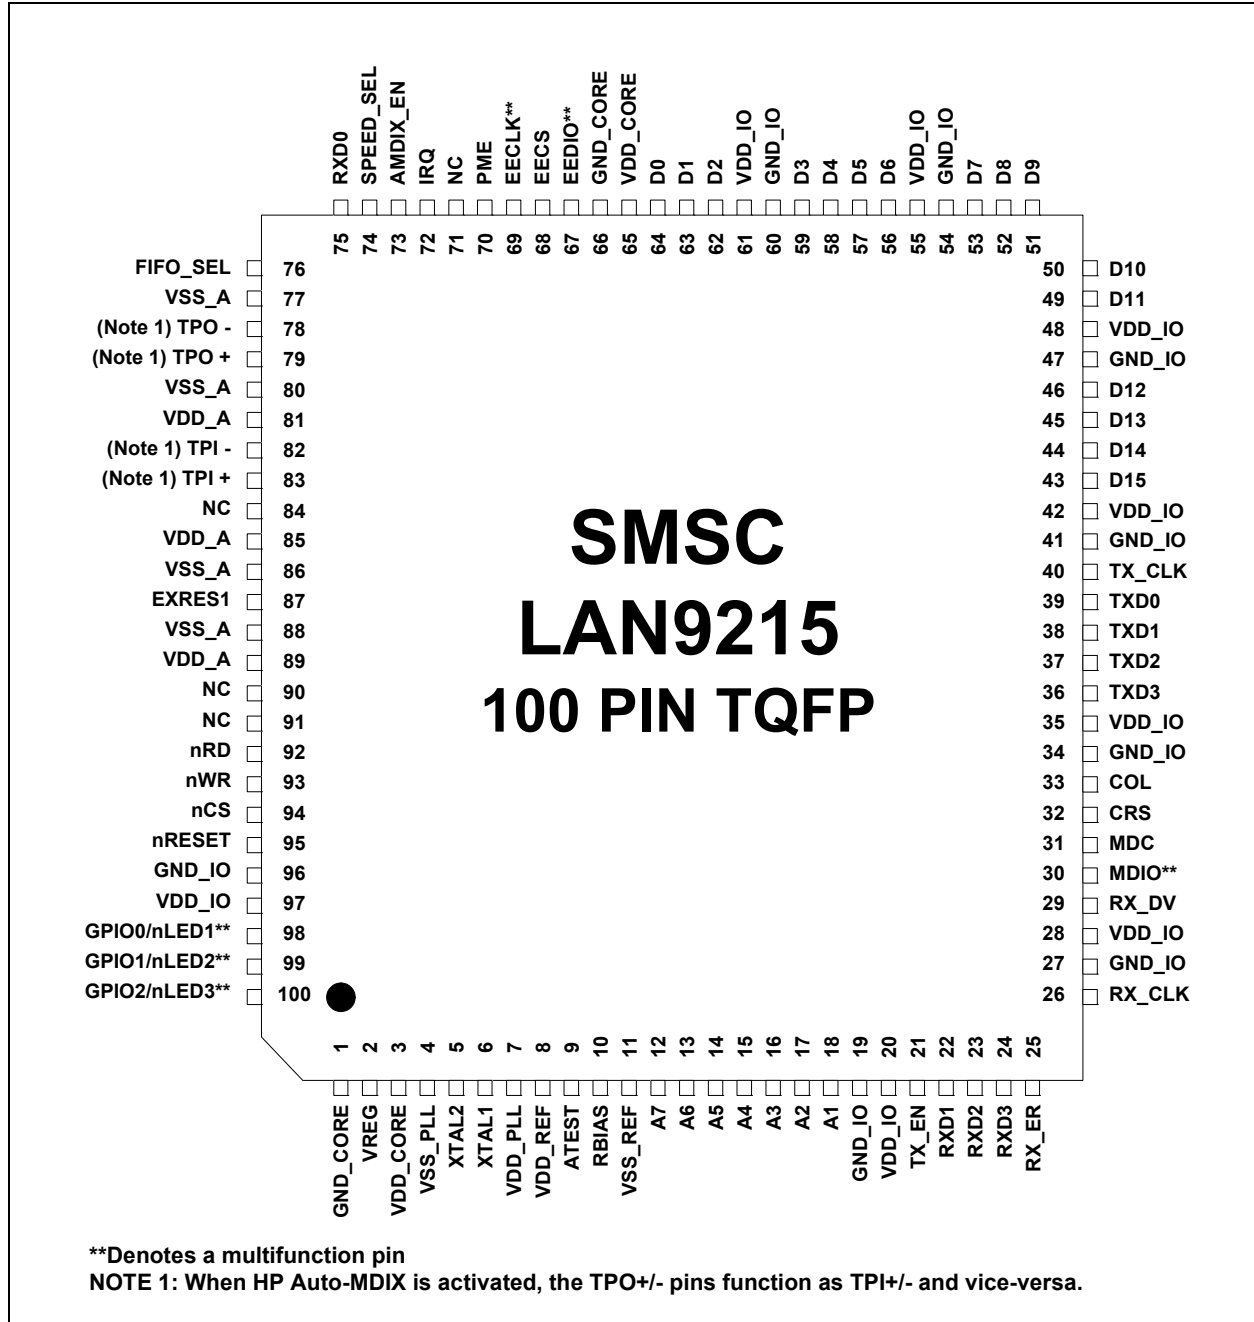 RXD0
SPEED_SEL
AMDIX_EN
IRQ
NC
PME
EECLK**
EECS
EEDIO**
GND_CORE
VDD_CORE
D0
D1
D2
VDD_IO
GND_IO
D3
D4
D5
D6
VDD_IO
GND_IO
D7
D8
D9
75
74
73
72
71
70
69
68
67
66
65
64
63
62
61
60
59
58
57
56
55
54
53
52
51
FIFO_SEL 76
VSS_A 77
(Note 1) TPO - 78
(Note 1) TPO + 79
VSS_A 80
VDD_A 81
(Note 1) TPI - 82
(Note 1) TPI + 83
NC 84
VDD_A 85
VSS_A 86
EXRES1 87
VSS_A 88
VDD_A 89
NC 90
NC 91
nRD 92
nWR 93
nCS 94
nRESET 95
GND_IO 96
VDD_IO 97
GPIO0/nLED1** 98
GPIO1/nLED2** 99
GPIO2/nLED3** 100
SMSC
LAN9215
100 PIN TQFP
50 D10
49 D11
48 VDD_IO
47 GND_IO
46 D12
45 D13
44 D14
43 D15
42 VDD_IO
41 GND_IO
40 TX_CLK
39 TXD0
38 TXD1
37 TXD2
36 TXD3
35 VDD_IO
34 GND_IO
33 COL
32 CRS
31 MDC
30 MDIO**
29 RX_DV
28 VDD_IO
27 GND_IO
26 RX_CLK
1
2
3
4
5
6
7
8
9
10
11
12
13
14
15
16
17
18
19
20
21
22
23
24
25
GND_CORE
VREG
VDD_CORE
VSS_PLL
XTAL2
XTAL1
VDD_PLL
VDD_REF
ATEST
RBIAS
VSS_REF
A7
A6
A5
A4
A3
A2
A1
GND_IO
VDD_IO
TX_EN
RXD1
RXD2
RXD3
RX_ER
**Denotes a multifunction pin
NOTE 1: When HP Auto-MDIX is activated, the TPO+/- pins function as TPI+/- and vice-versa.